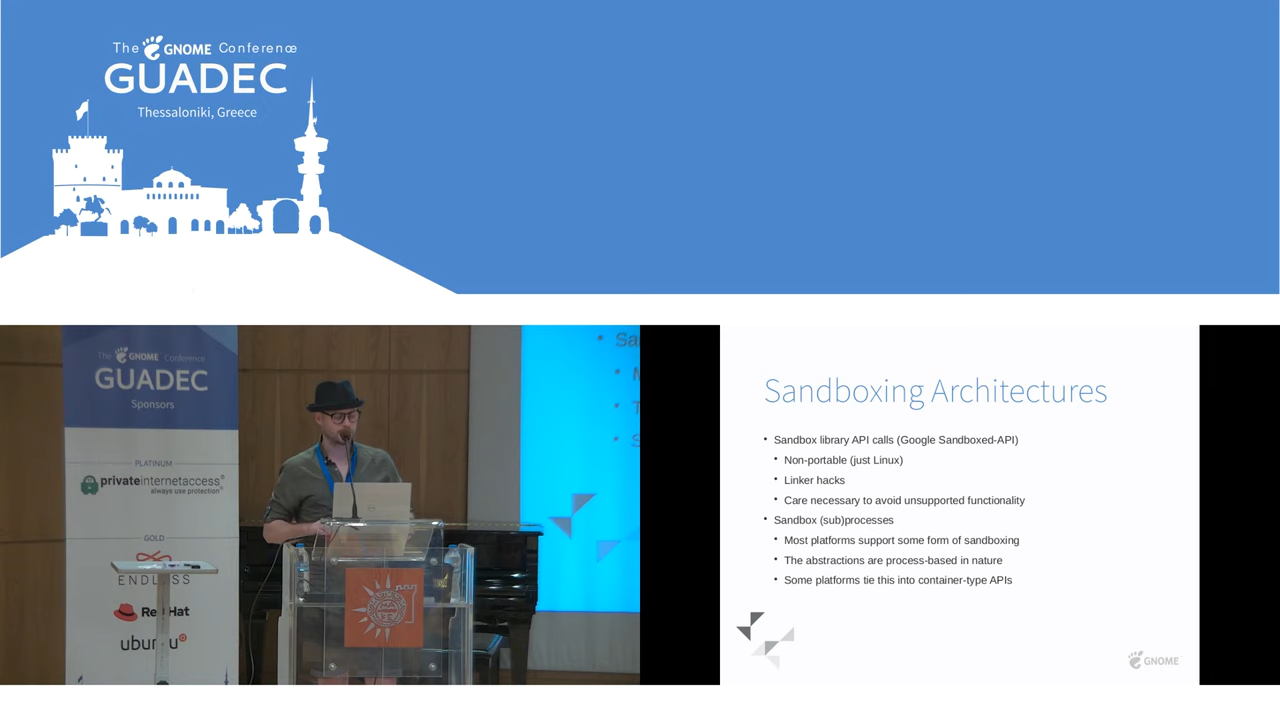 The GNOME Conference
GUADEC
Thessaloniki, Greece
The GNOME Conference
GUADEC
Sponsors
PLATINUM
privateinternetaccess®
always use protection®
GOLD
ENDLESS
Red Hat
ubuntu
Sandboxing Architectures
• Sandbox library API calls (Google Sandboxed-API)
• Non-portable (just Linux)
• Linker hacks
• Care necessary to avoid unsupported functionality
• Sandbox (sub)processes
• Most platforms support some form of sandboxing
• The abstractions are process-based in nature
• Some platforms tie this into container-type APIs
GNOME